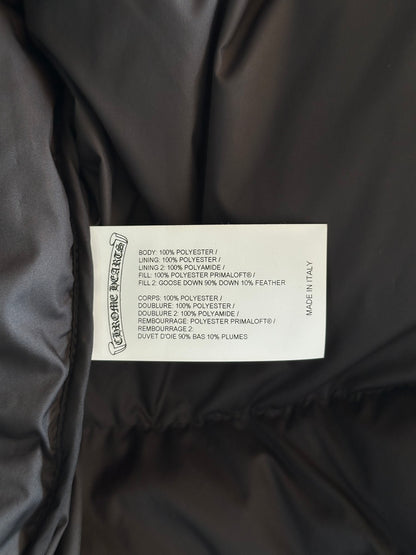 CHROME HEARTS
BODY: 100% POLYESTER /
LINING: 100% POLYESTER /
LINING 2: 100% POLYAMIDE /
FILL: 100% POLYESTER PRIMALOFT® /
FILL 2: GOOSE DOWN 90% DOWN 10% FEATHER
CORPS: 100% POLYESTER /
DOUBLURE: 100% POLYESTER /
DOUBLURE 2: 100% POLYAMIDE /
REMBOURRAGE: POLYESTER PRIMALOFT® /
REMBOURRAGE 2:
DUVET D'OIE 90% BAS 10% PLUMES
MADE IN ITALY